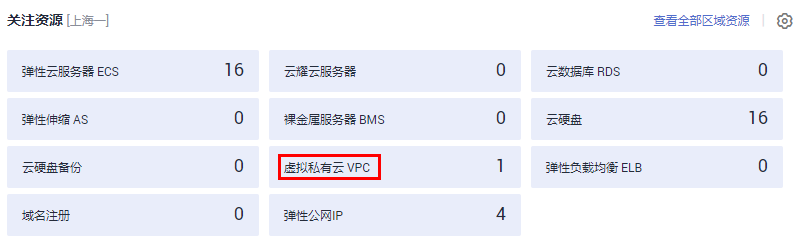 关注资源 [上海一] 查看全部区域资源
弹性云服务器 ECS 16 云耀云服务器 0 云数据库 RDS 0
弹性伸缩 AS 0 裸金属服务器 BMS 0 云硬盘 16
云硬盘备份 0 虚拟私有云 VPC 1 弹性负载均衡 ELB 0
域名注册 0 弹性公网IP 4